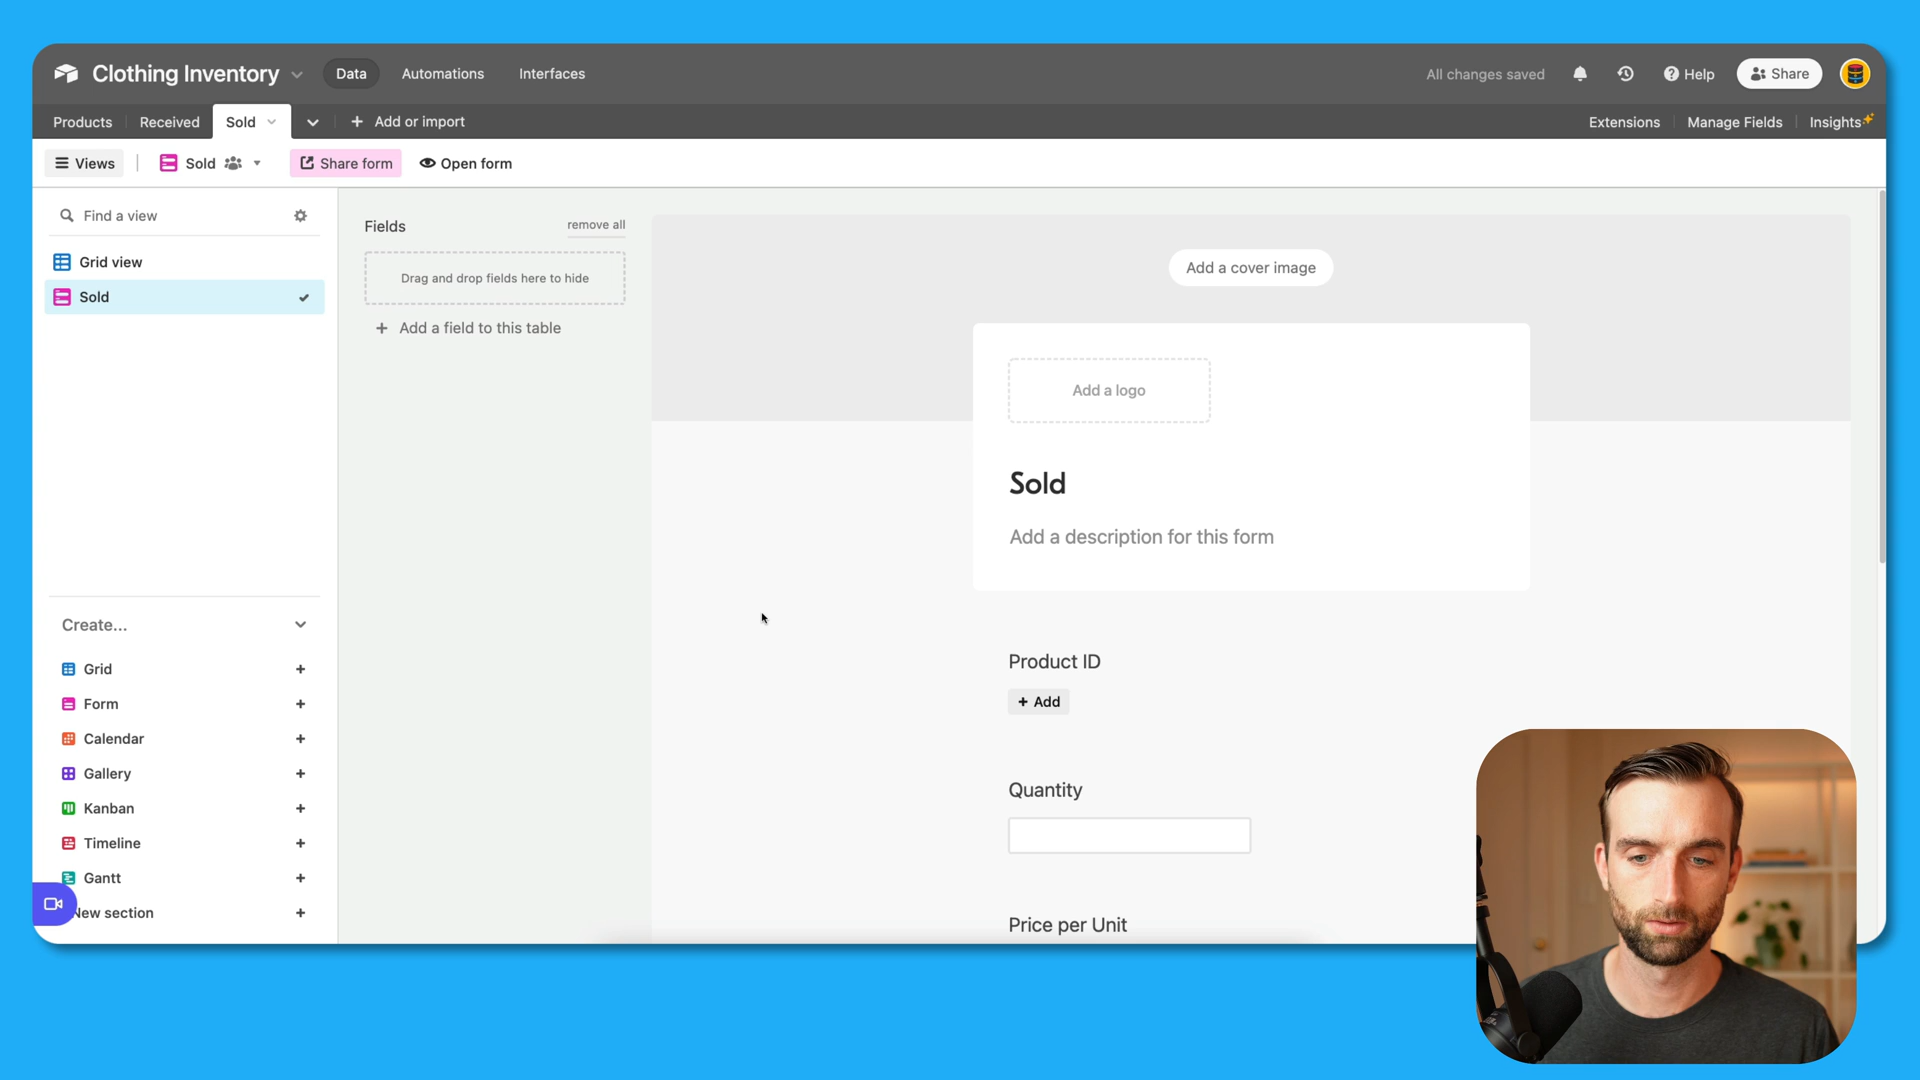 Clothing Inventory
Data
Automations
Interfaces
All changes saved
Help
Share
Products
Received
Sold
Add or import
Extensions
Manage Fields
Insights
Views
Sold
Share form
Open form
Find a view
Grid view
Sold
Create...
Grid
Form
Calendar
Gallery
Kanban
Timeline
Gantt
New section
Fields
remove all
Drag and drop fields here to hide
Add a field to this table
Add a cover image
Add a logo
Sold
Add a description for this form
Product ID
+ Add
Quantity
Price per Unit